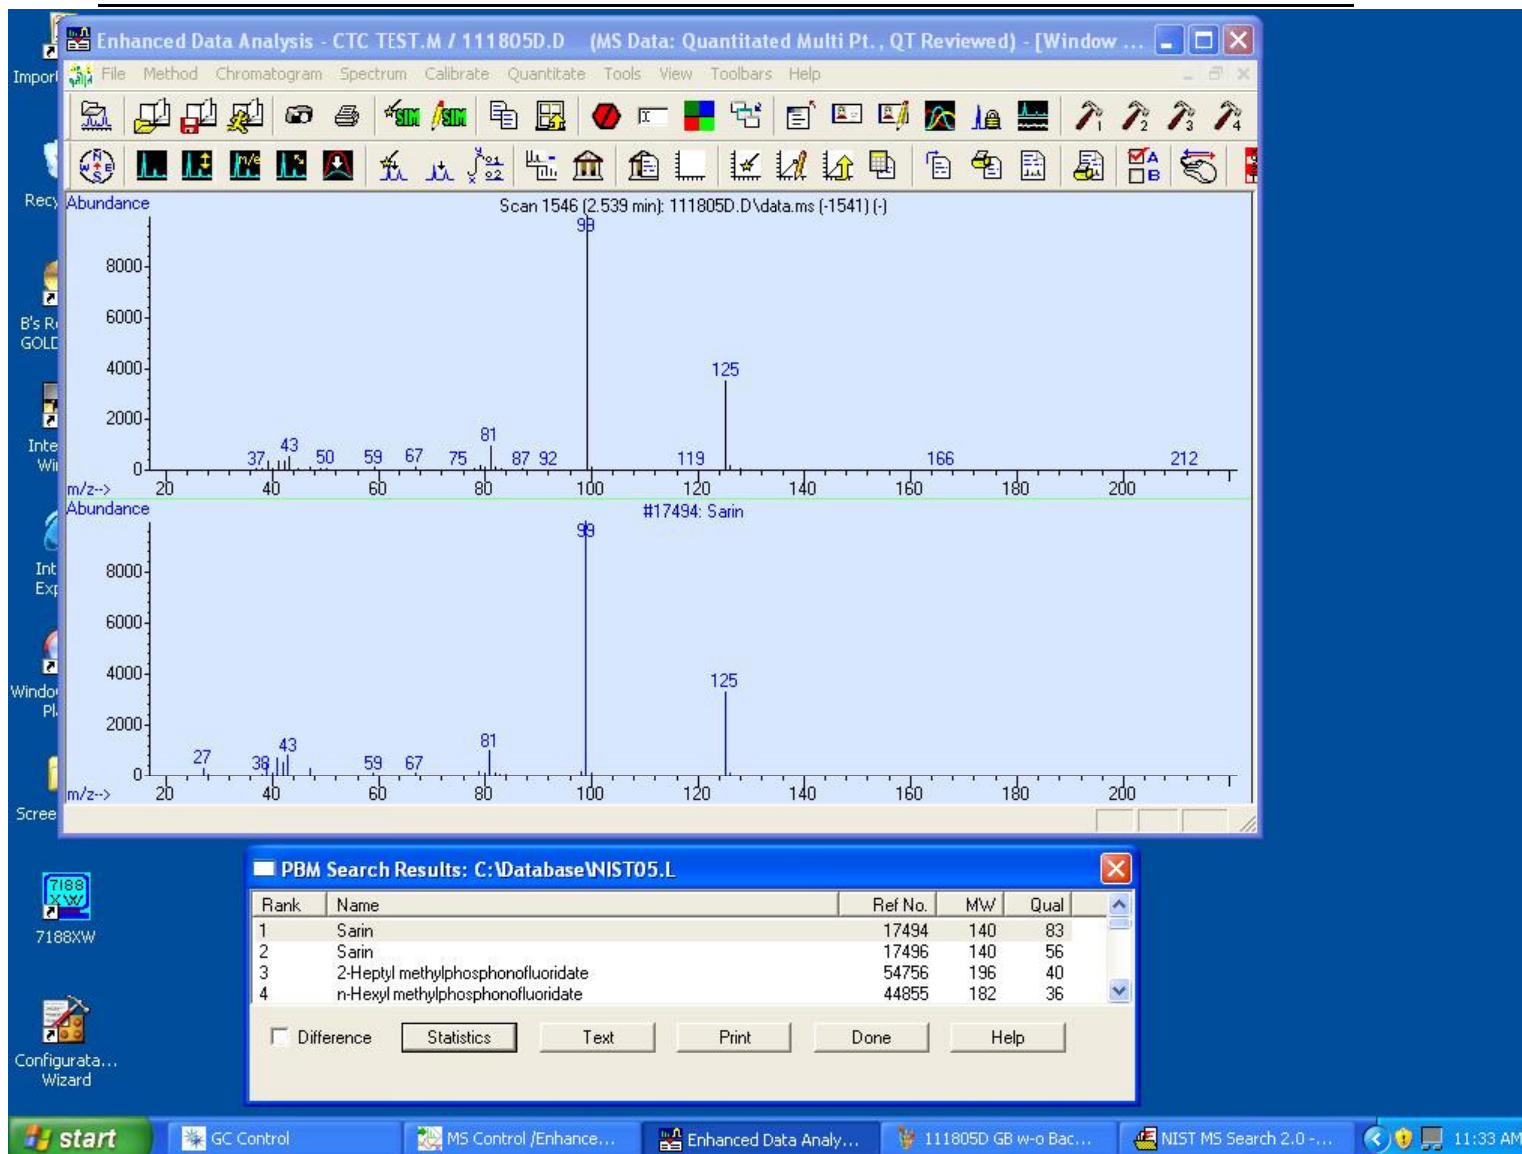 Enhanced Data Analysis - CTC TEST.M / 111805D.D (MS Data: Quantitated Multi Pt., QT Reviewed) - [Window ...
Import
File Method Chromatogram Spectrum Calibrate Quantitate Tools View Toolbars Help
SIM SIM
1 2 3 4
N W E S m/e A B
Recy
Abundance
Scan 1546 (2.539 min): 111805D.D\data.ms (-1541) (-)
99
8000
6000
B's R
GOLD
4000
125
2000
81
43
37 50 59 67 75 87 92 119 166 212
0
Inte
Wi
m/z--> 20 40 60 80 100 120 140 160 180 200
Abundance
#17494: Sarin
99
8000
Int
Exp
6000
4000
125
Windo
Pl
2000
81
43
27 38 59 67
0
m/z--> 20 40 60 80 100 120 140 160 180 200
Scree
PBM Search Results: C:\Database\NIST05.L
Rank Name Ref No. MW Qual
1 Sarin 17494 140 83
2 Sarin 17496 140 56
3 2-Heptyl methylphosphonofluoridate 54756 196 40
4 n-Hexyl methylphosphonofluoridate 44855 182 36
7188
XW
7188XW
Difference Statistics Text Print Done Help
Configurata...
Wizard
start GC Control MS Control /Enhance... Enhanced Data Analy... 111805D GB w-o Bac... NIST MS Search 2.0 -... 11:33 AM